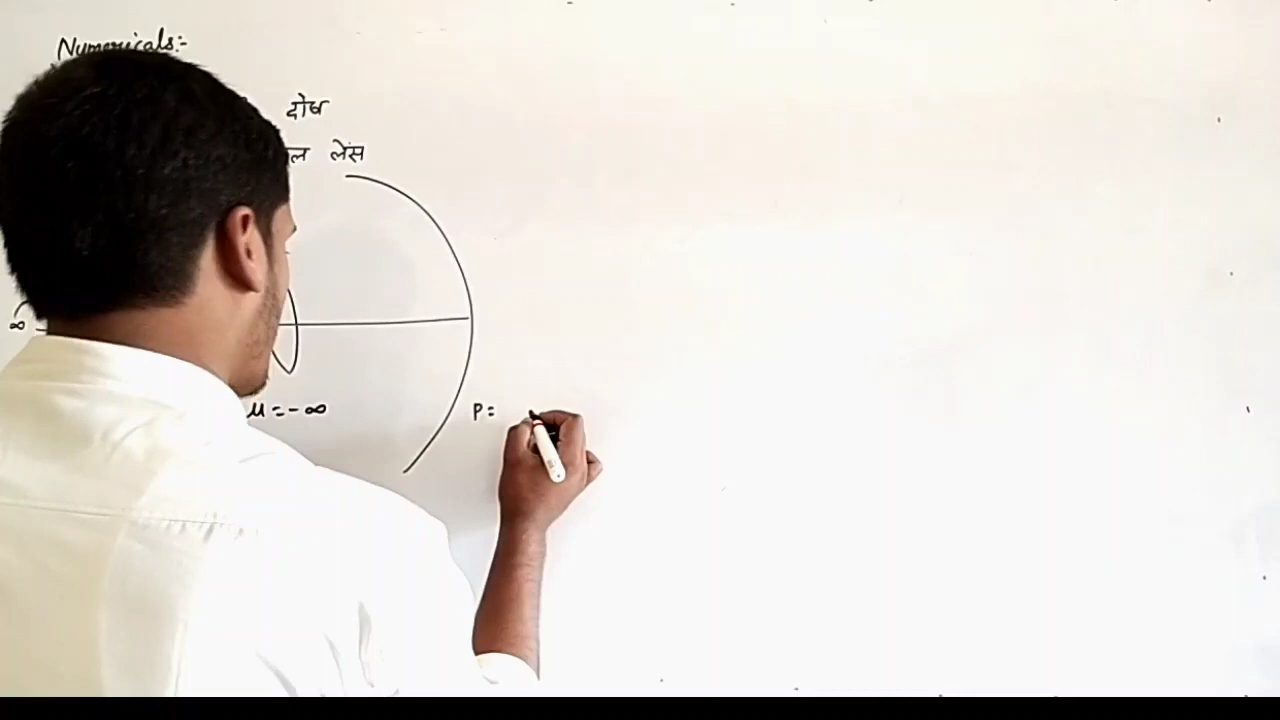 Numericals:-
दोष
लेंस
∞
u = - ∞
P =